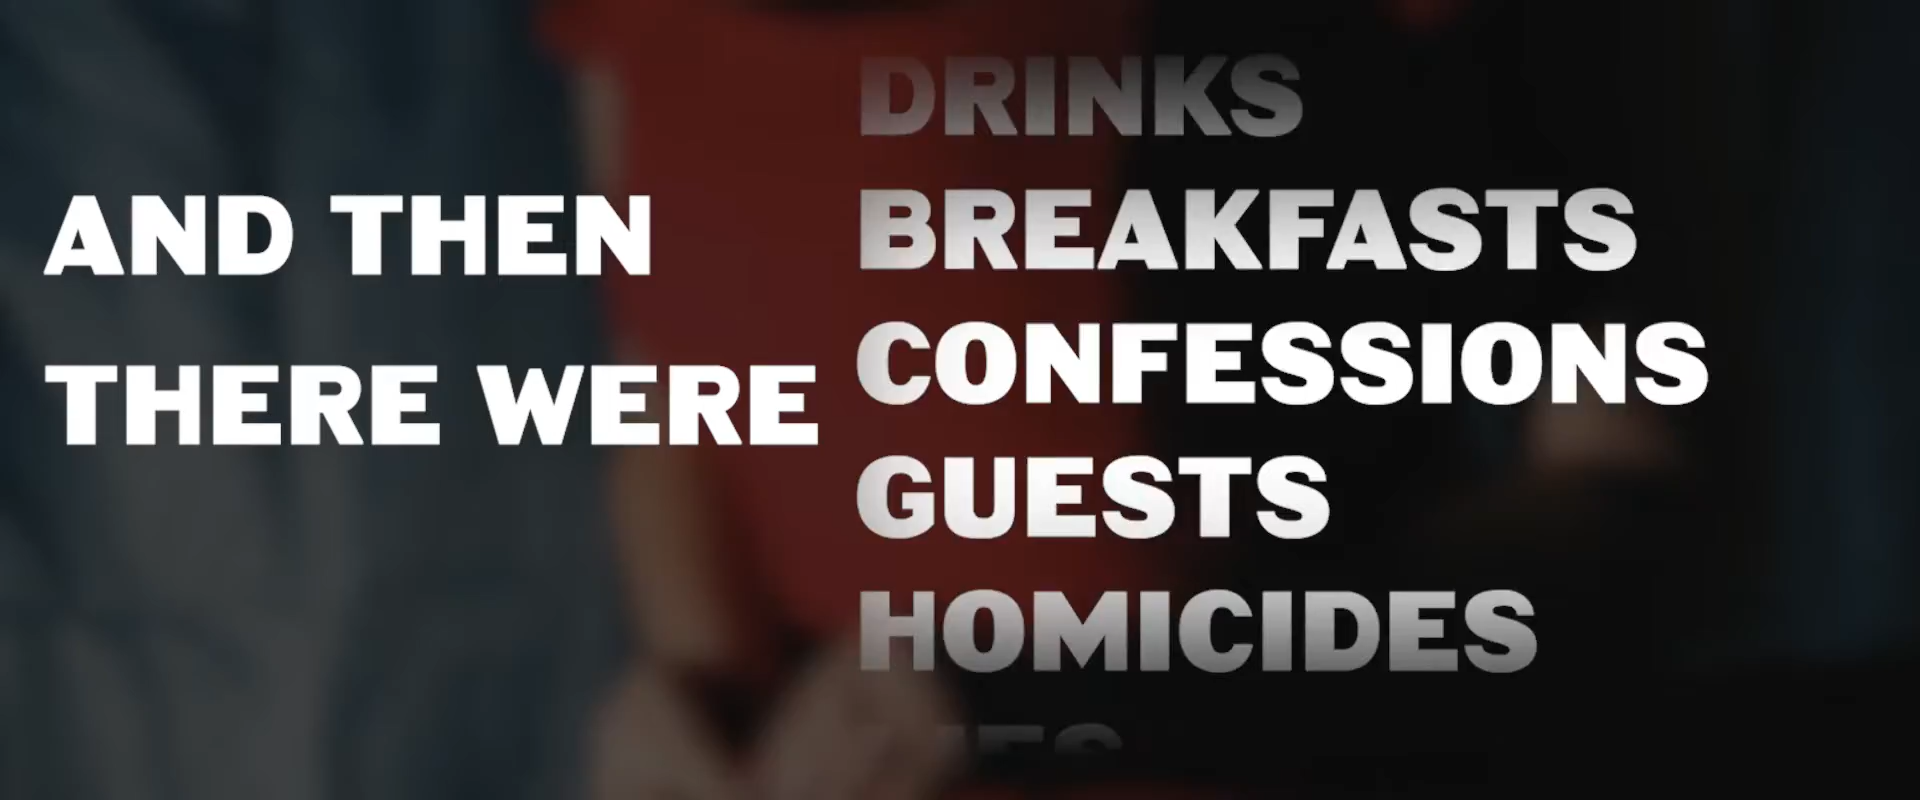 AND THEN
THERE WERE
DRINKS
BREAKFASTS
CONFESSIONS
GUESTS
HOMICIDES